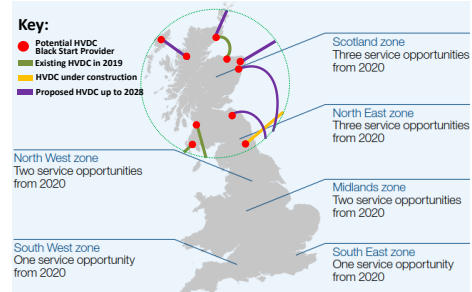 Key:
Potential HVDC
Black Start Provider
Existing HVDC in 2019
HVDC under construction
Proposed HVDC up to 2028
Scotland zone
Three service opportunities
from 2020
North East zone
Three service opportunities
from 2020
North West zone
Two service opportunities
from 2020
Midlands zone
Two service opportunities
from 2020
South West zone
One service opportunity
from 2020
South East zone
One service opportunity
from 2020